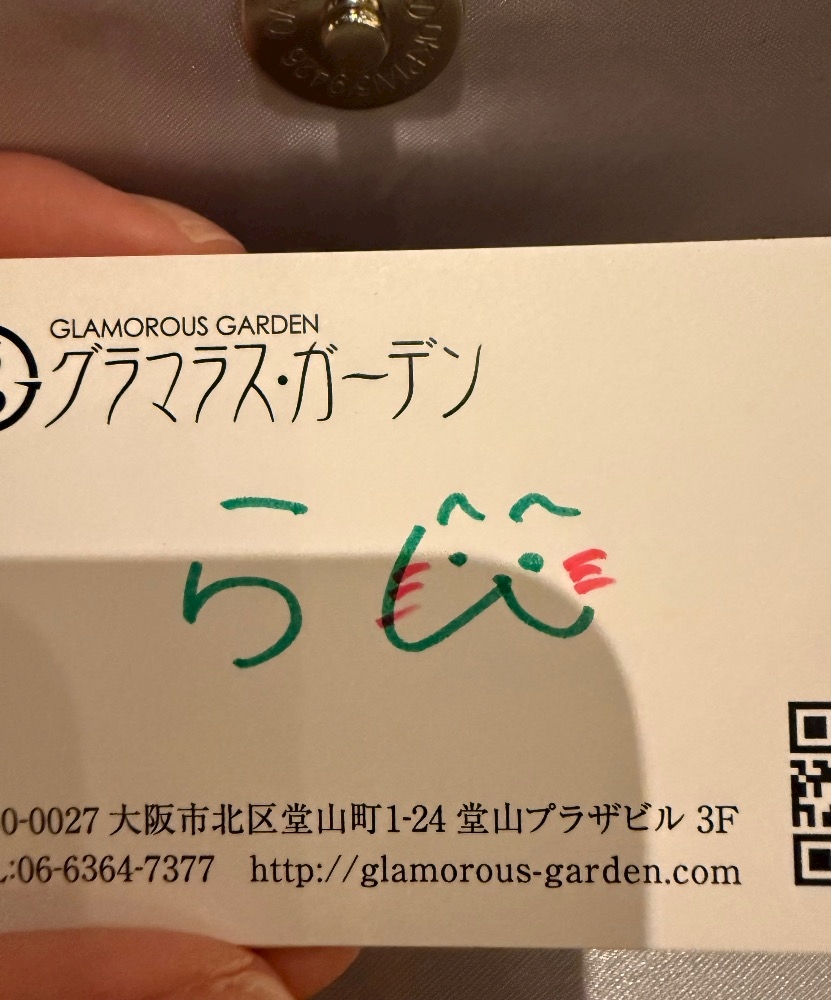 GLAMOROUS GARDEN
グラマラス・ガーデン
らん
0-0027 大阪市北区堂山町1-24 堂山プラザビル 3F
L:06-6364-7377 http://glamorous-garden.com